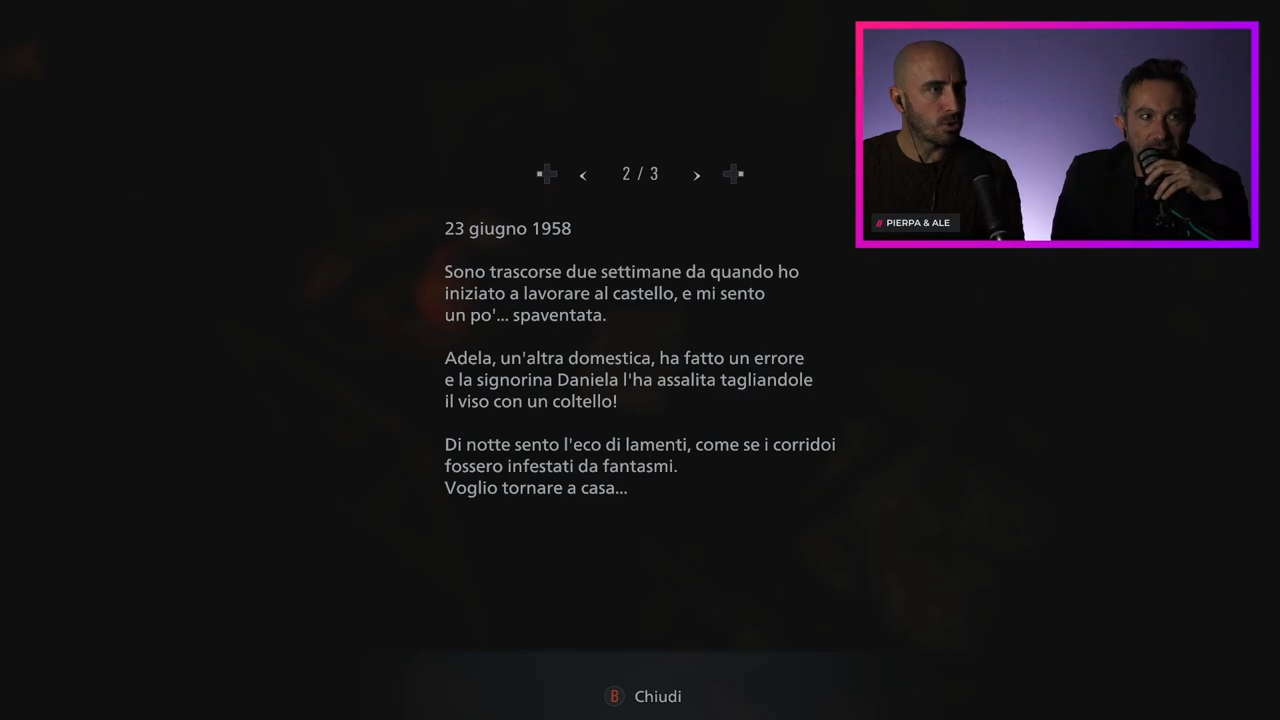 // PIERPA & ALE
< 2 / 3 >
23 giugno 1958
Sono trascorse due settimane da quando ho
iniziato a lavorare al castello, e mi sento
un po'... spaventata.
Adela, un'altra domestica, ha fatto un errore
e la signorina Daniela l'ha assalita tagliandole
il viso con un coltello!
Di notte sento l'eco di lamenti, come se i corridoi
fossero infestati da fantasmi.
Voglio tornare a casa...
B Chiudi